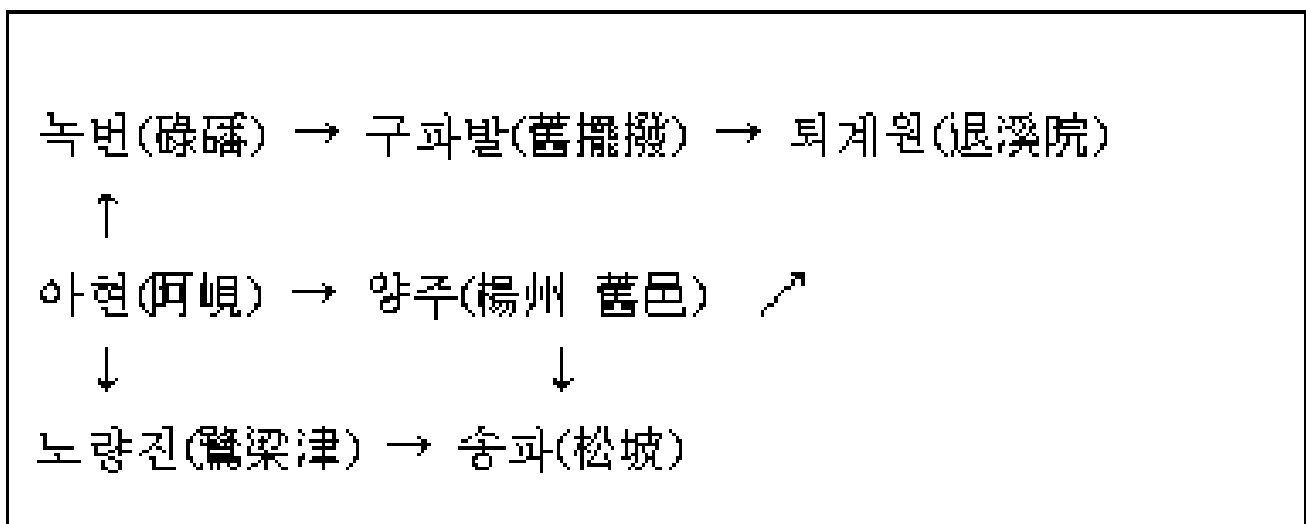 녹번(碌磻) → 구파발(舊擺撥) → 퇴계원(退溪院)
↑
아현(阿峴) → 양주(楊州 舊邑) ↗
↓ ↓
노량진(鷺梁津) → 송파(松坡)